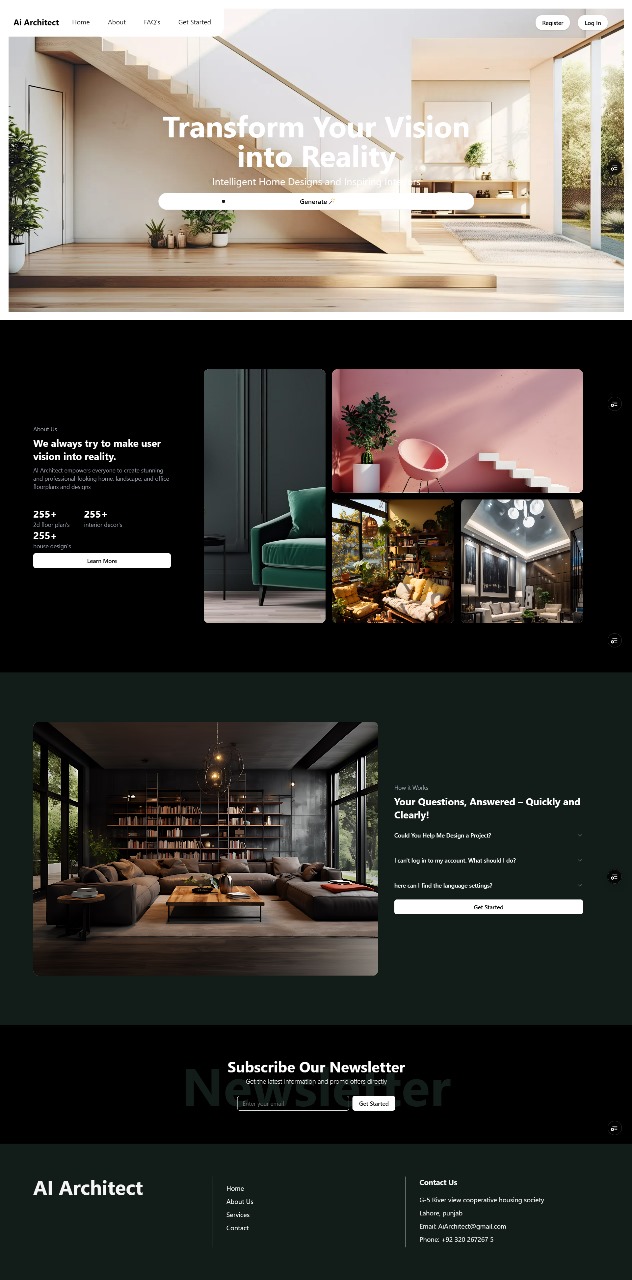 Ai Architect Home About FAQ's Get Started Register Log In
Transform Your Vision
into Reality
Intelligent Home Designs and Inspiring Interiors
Generate
About Us
We always try to make user
vision into reality.
AI Architect empowers everyone to create stunning
and professional-looking home, landscape, and office
floorplans and designs
255+ 255+
2d floor plan's interior decor's
255+
house design's
Learn More
How it Works
Your Questions, Answered – Quickly and
Clearly!
Could You Help Me Design a Project?
I can't log in to my account. What should I do?
here can I find the language settings?
Get Started
Newsletter
Subscribe Our Newsletter
Get the latest information and promo offers directly
Enter your email
Get Started
AI Architect
Home
About Us
Services
Contact
Contact Us
G-5 River view cooperative housing society
Lahore, punjab
Email: AiArchitect@gmail.com
Phone: +92 320 267267 5